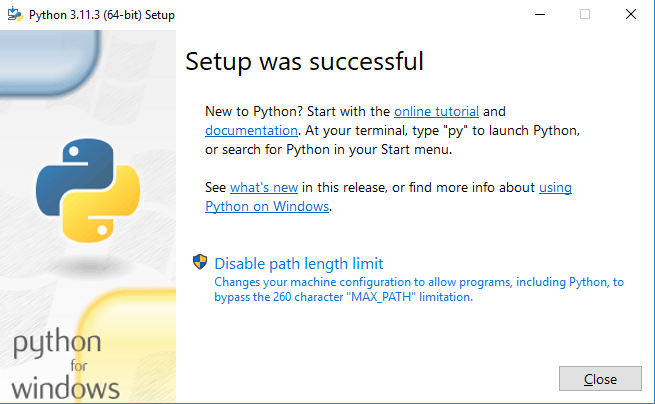 Python 3.11.3 (64-bit) Setup
Setup was successful
New to Python? Start with the online tutorial and
documentation. At your terminal, type "py" to launch Python,
or search for Python in your Start menu.
See what's new in this release, or find more info about using
Python on Windows.
Disable path length limit
Changes your machine configuration to allow programs, including Python, to
bypass the 260 character "MAX_PATH" limitation.
python
for
windows
Close